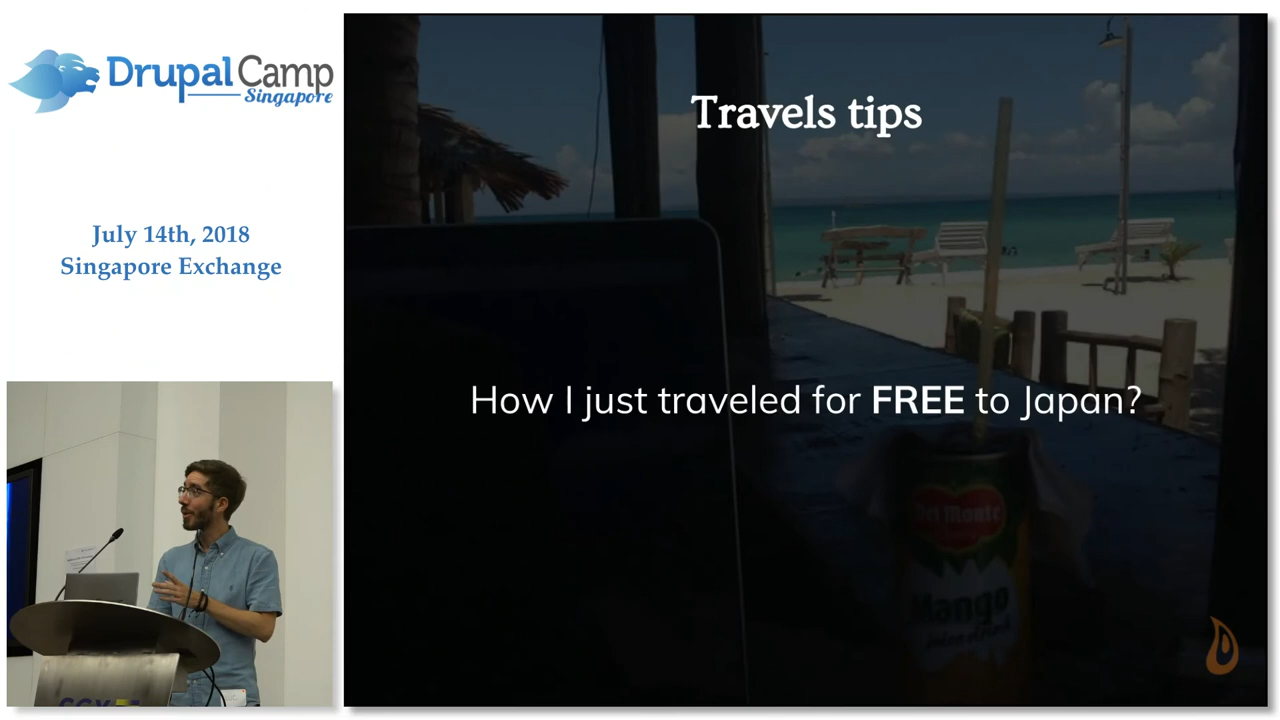 DrupalCamp
Singapore
July 14th, 2018
Singapore Exchange
Travels tips
How I just traveled for FREE to Japan?
Del Monte
Mango